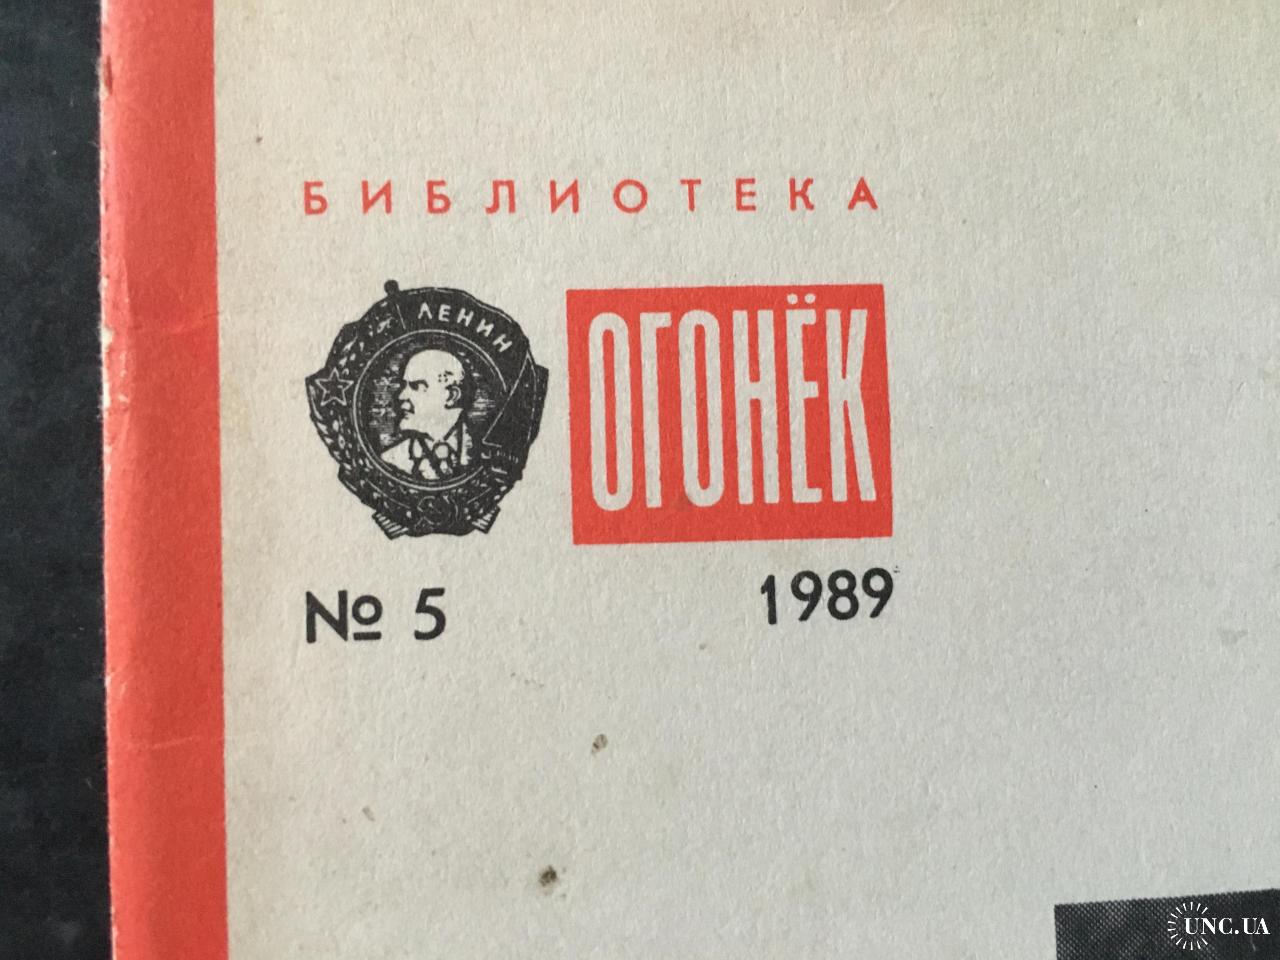 БИБЛИОТЕКА
ЛЕНИН
ОГОНЁК
№ 5 1989
UNC.UA